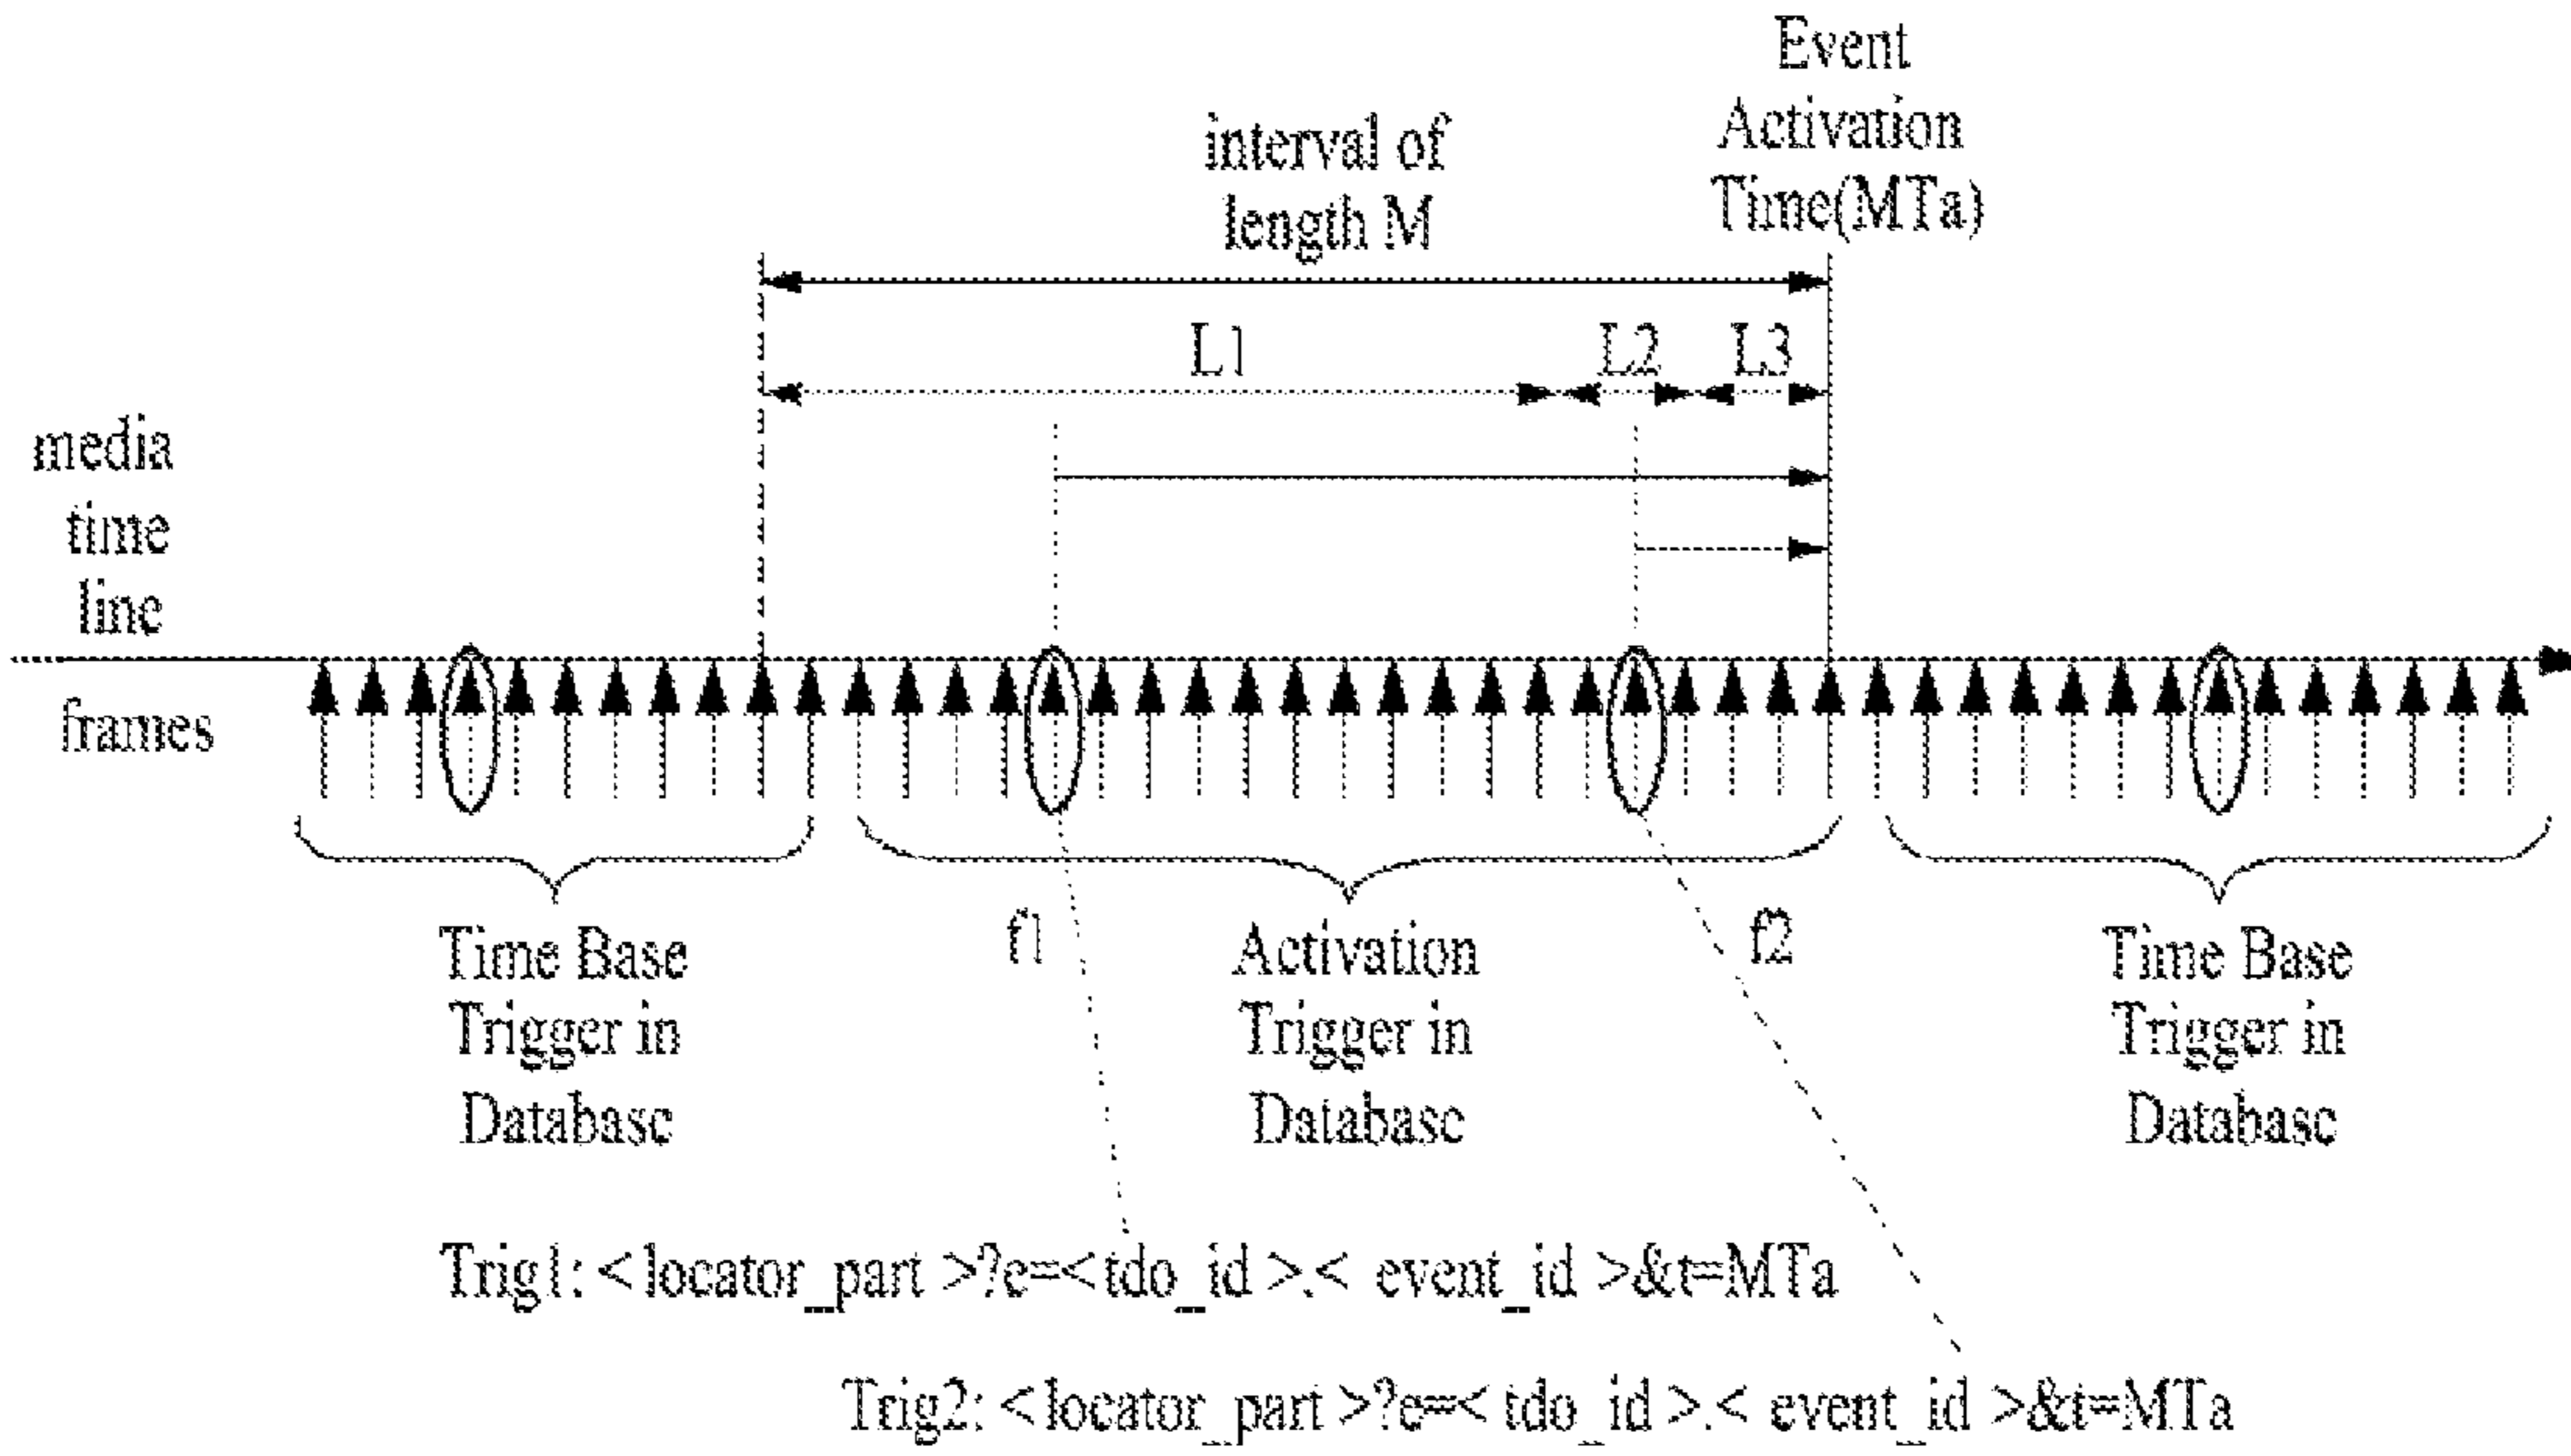 Event
Activation
Time(MTa)
interval of
length M
L1
L2
L3
media
time
line
frames
Time Base
Trigger in
Database
f1
Activation
Trigger in
Database
f2
Time Base
Trigger in
Database
Trig1: <locator_part >?e=<tdo_id >.< event_id >&t=MTa
Trig2: <locator_part >?e=< tdo_id >.< event_id >&t=MTa